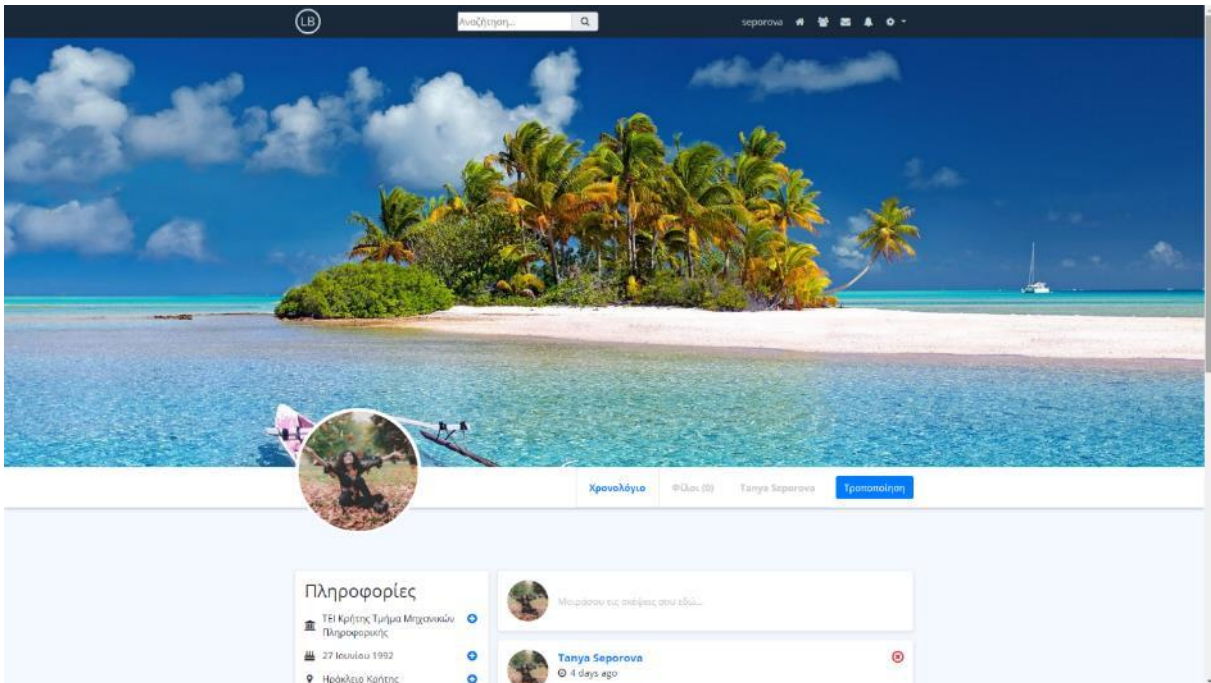 LB
Αναζήτηση...
seporova
Χρονολόγιο
Φίλοι (0)
Tanya Seporova
Τροποποίηση
Πληροφορίες
ΤΕΙ Κρήτης Τμήμα Μηχανικών
Πληροφορικής
27 Ιουνίου 1992
Ηράκλειο Κρήτης
Μοιράσου τις σκέψεις σου εδώ...
Tanya Seporova
4 days ago